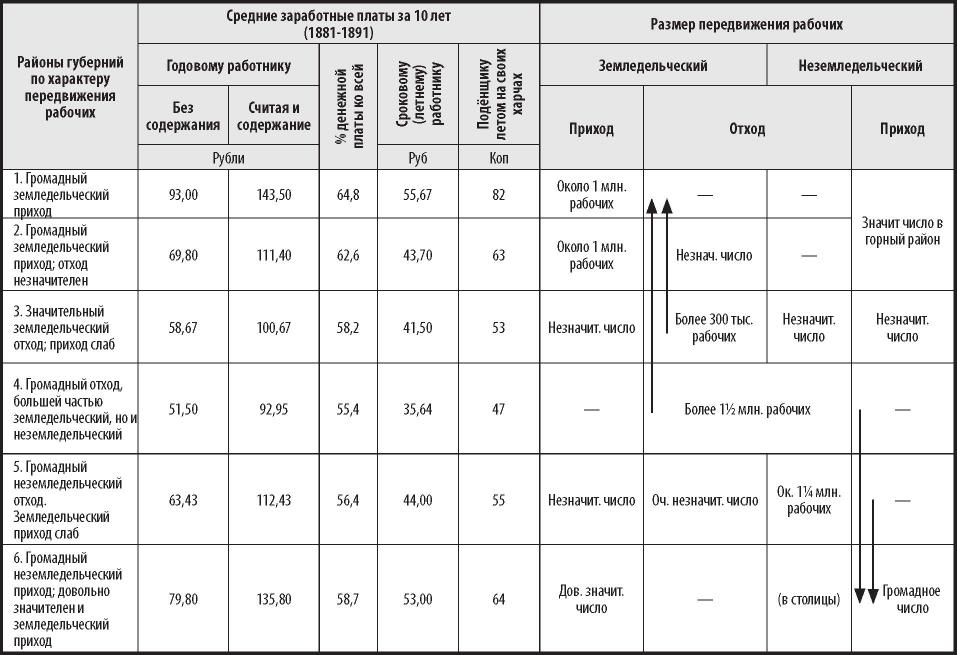 Районы губерний
по характеру
передвижения
рабочих
Средние заработные платы за 10 лет
(1881-1891)
Размер передвижения рабочих
Годовому работнику
% денежной
платы ко всей
Сроковому
(летнему)
работнику
Подёнщику
летом на своих
харчах
Земледельческий
Неземледельческий
Без
содержания
Считая и
содержание
Приход
Отход
Приход
Рубли
Руб
Коп
1. Громадный
земледельческий
приход
93,00
143,50
64,8
55,67
82
Около 1 млн.
рабочих
—
—
Значит число в
горный район
2. Громадный
земледельческий
приход; отход
незначителен
69,80
111,40
62,6
43,70
63
Около 1 млн.
рабочих
Незнач. число
—
3. Значительный
земледельческий
отход; приход слаб
58,67
100,67
58,2
41,50
53
Незначит. число
Более 300 тыс.
рабочих
Незначит.
число
Незначит.
число
4. Громадный отход,
большей частью
земледельческий, но и
неземледельческий
51,50
92,95
55,4
35,64
47
—
Более 1½ млн. рабочих
—
5. Громадный
неземледельческий
отход.
Земледельческий
приход слаб
63,43
112,43
56,4
44,00
55
Незначит. число
Оч. незначит. число
Ок. 1¼ млн.
рабочих
—
6. Громадный
неземледельческий
приход; довольно
значителен и
земледельческий
приход
79,80
135,80
58,7
53,00
64
Дов. значит.
число
—
(в столицы)
Громадное
число